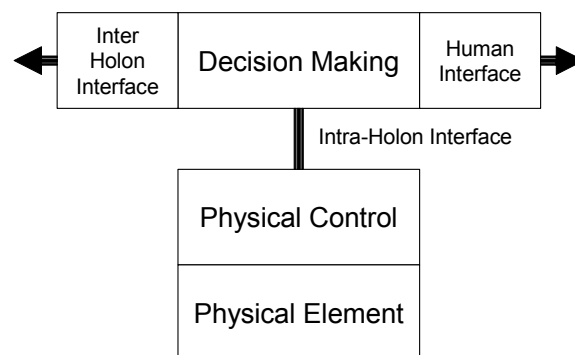 Inter
Holon
Interface
Decision Making
Human
Interface
Intra-Holon Interface
Physical Control
Physical Element